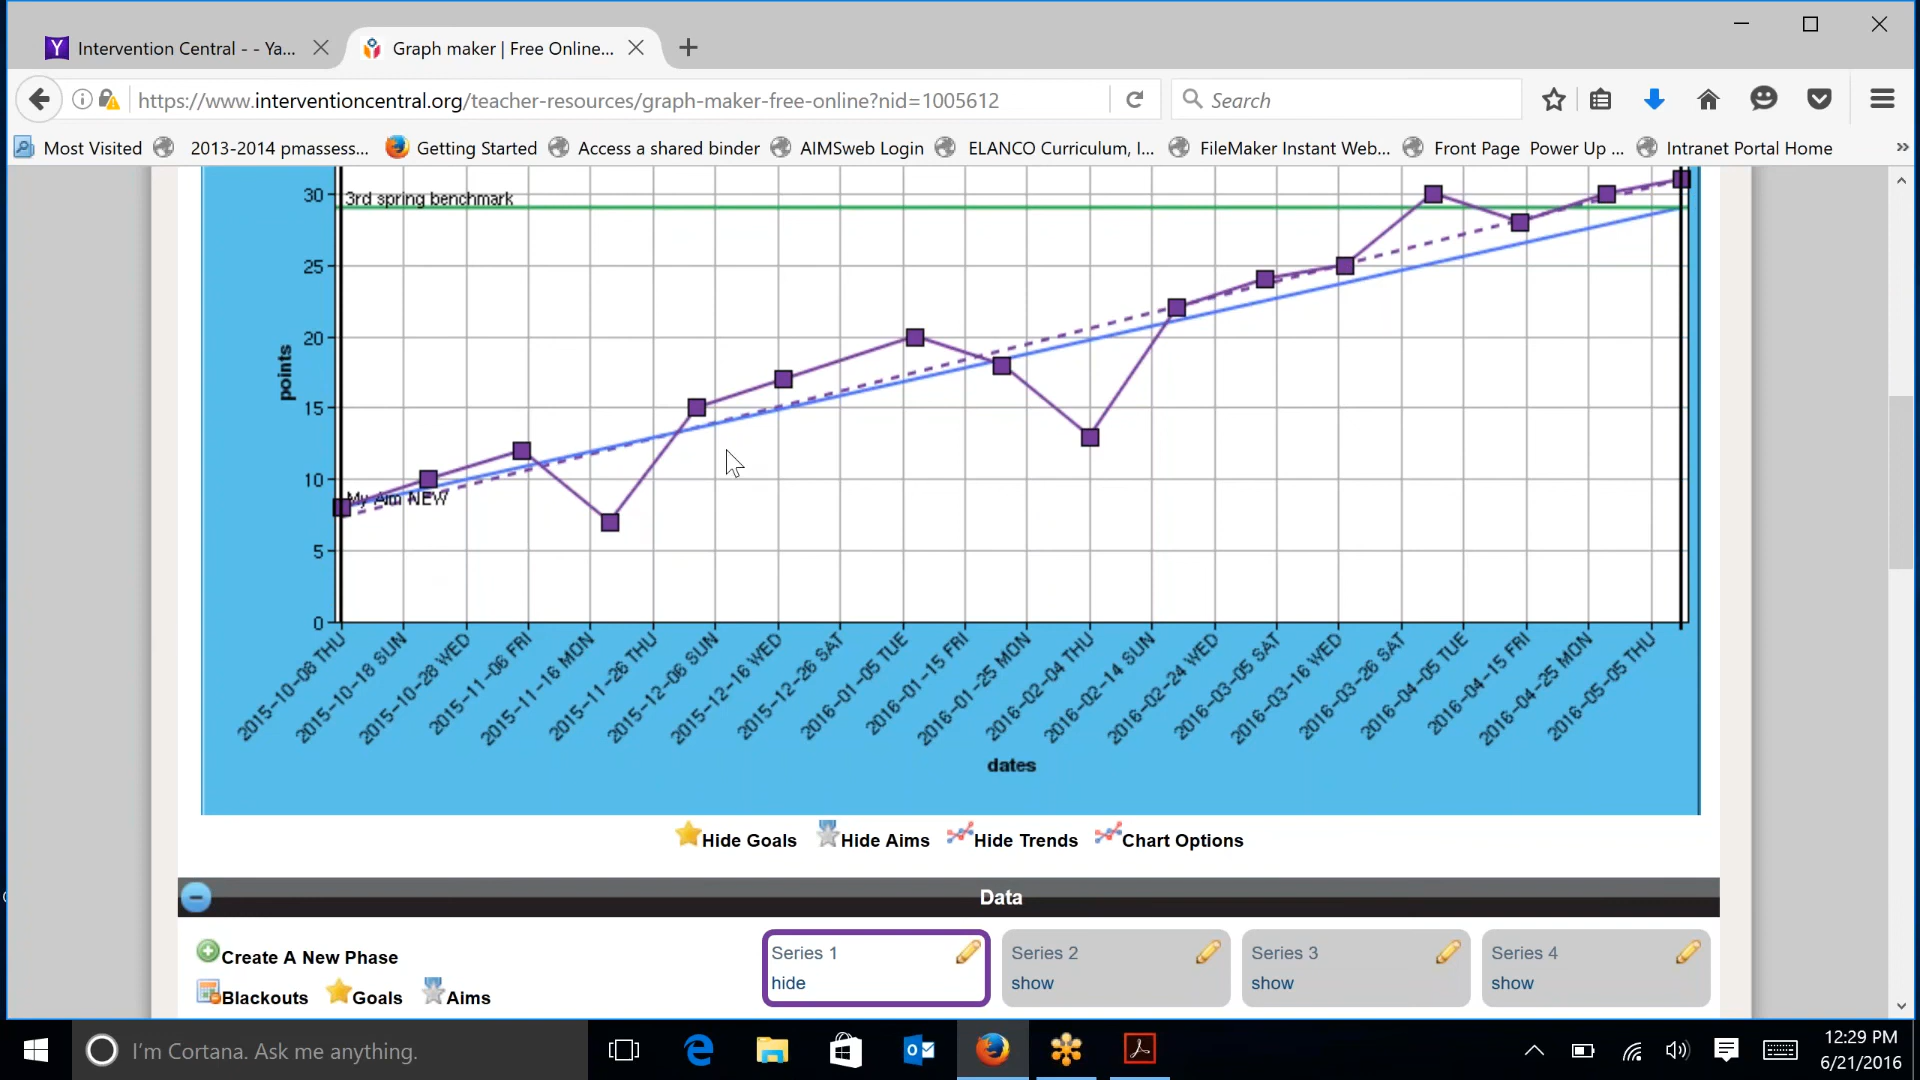 Intervention Central - - Ya...
Graph maker | Free Online...
https://www.interventioncentral.org/teacher-resources/graph-maker-free-online?nid=1005612
Search
Most Visited
2013-2014 pmassess...
Getting Started
Access a shared binder
AIMSweb Login
ELANCO Curriculum, I...
FileMaker Instant Web...
Front Page Power Up ...
Intranet Portal Home
30
3rd spring benchmark
25
20
points
15
10
My Aim NEW
5
0
2015-10-08 THU
2015-10-18 SUN
2015-10-28 WED
2015-11-06 FRI
2015-11-16 MON
2015-11-26 THU
2015-12-06 SUN
2015-12-16 WED
2015-12-26 SAT
2016-01-05 TUE
2016-01-15 FRI
2016-01-25 MON
2016-02-04 THU
2016-02-14 SUN
2016-02-24 WED
2016-03-05 SAT
2016-03-16 WED
2016-03-26 SAT
2016-04-05 TUE
2016-04-15 FRI
2016-04-25 MON
2016-05-05 THU
dates
Hide Goals
Hide Aims
Hide Trends
Chart Options
Data
Create A New Phase
Blackouts
Goals
Aims
Series 1
hide
Series 2
show
Series 3
show
Series 4
show
I'm Cortana. Ask me anything.
12:29 PM
6/21/2016